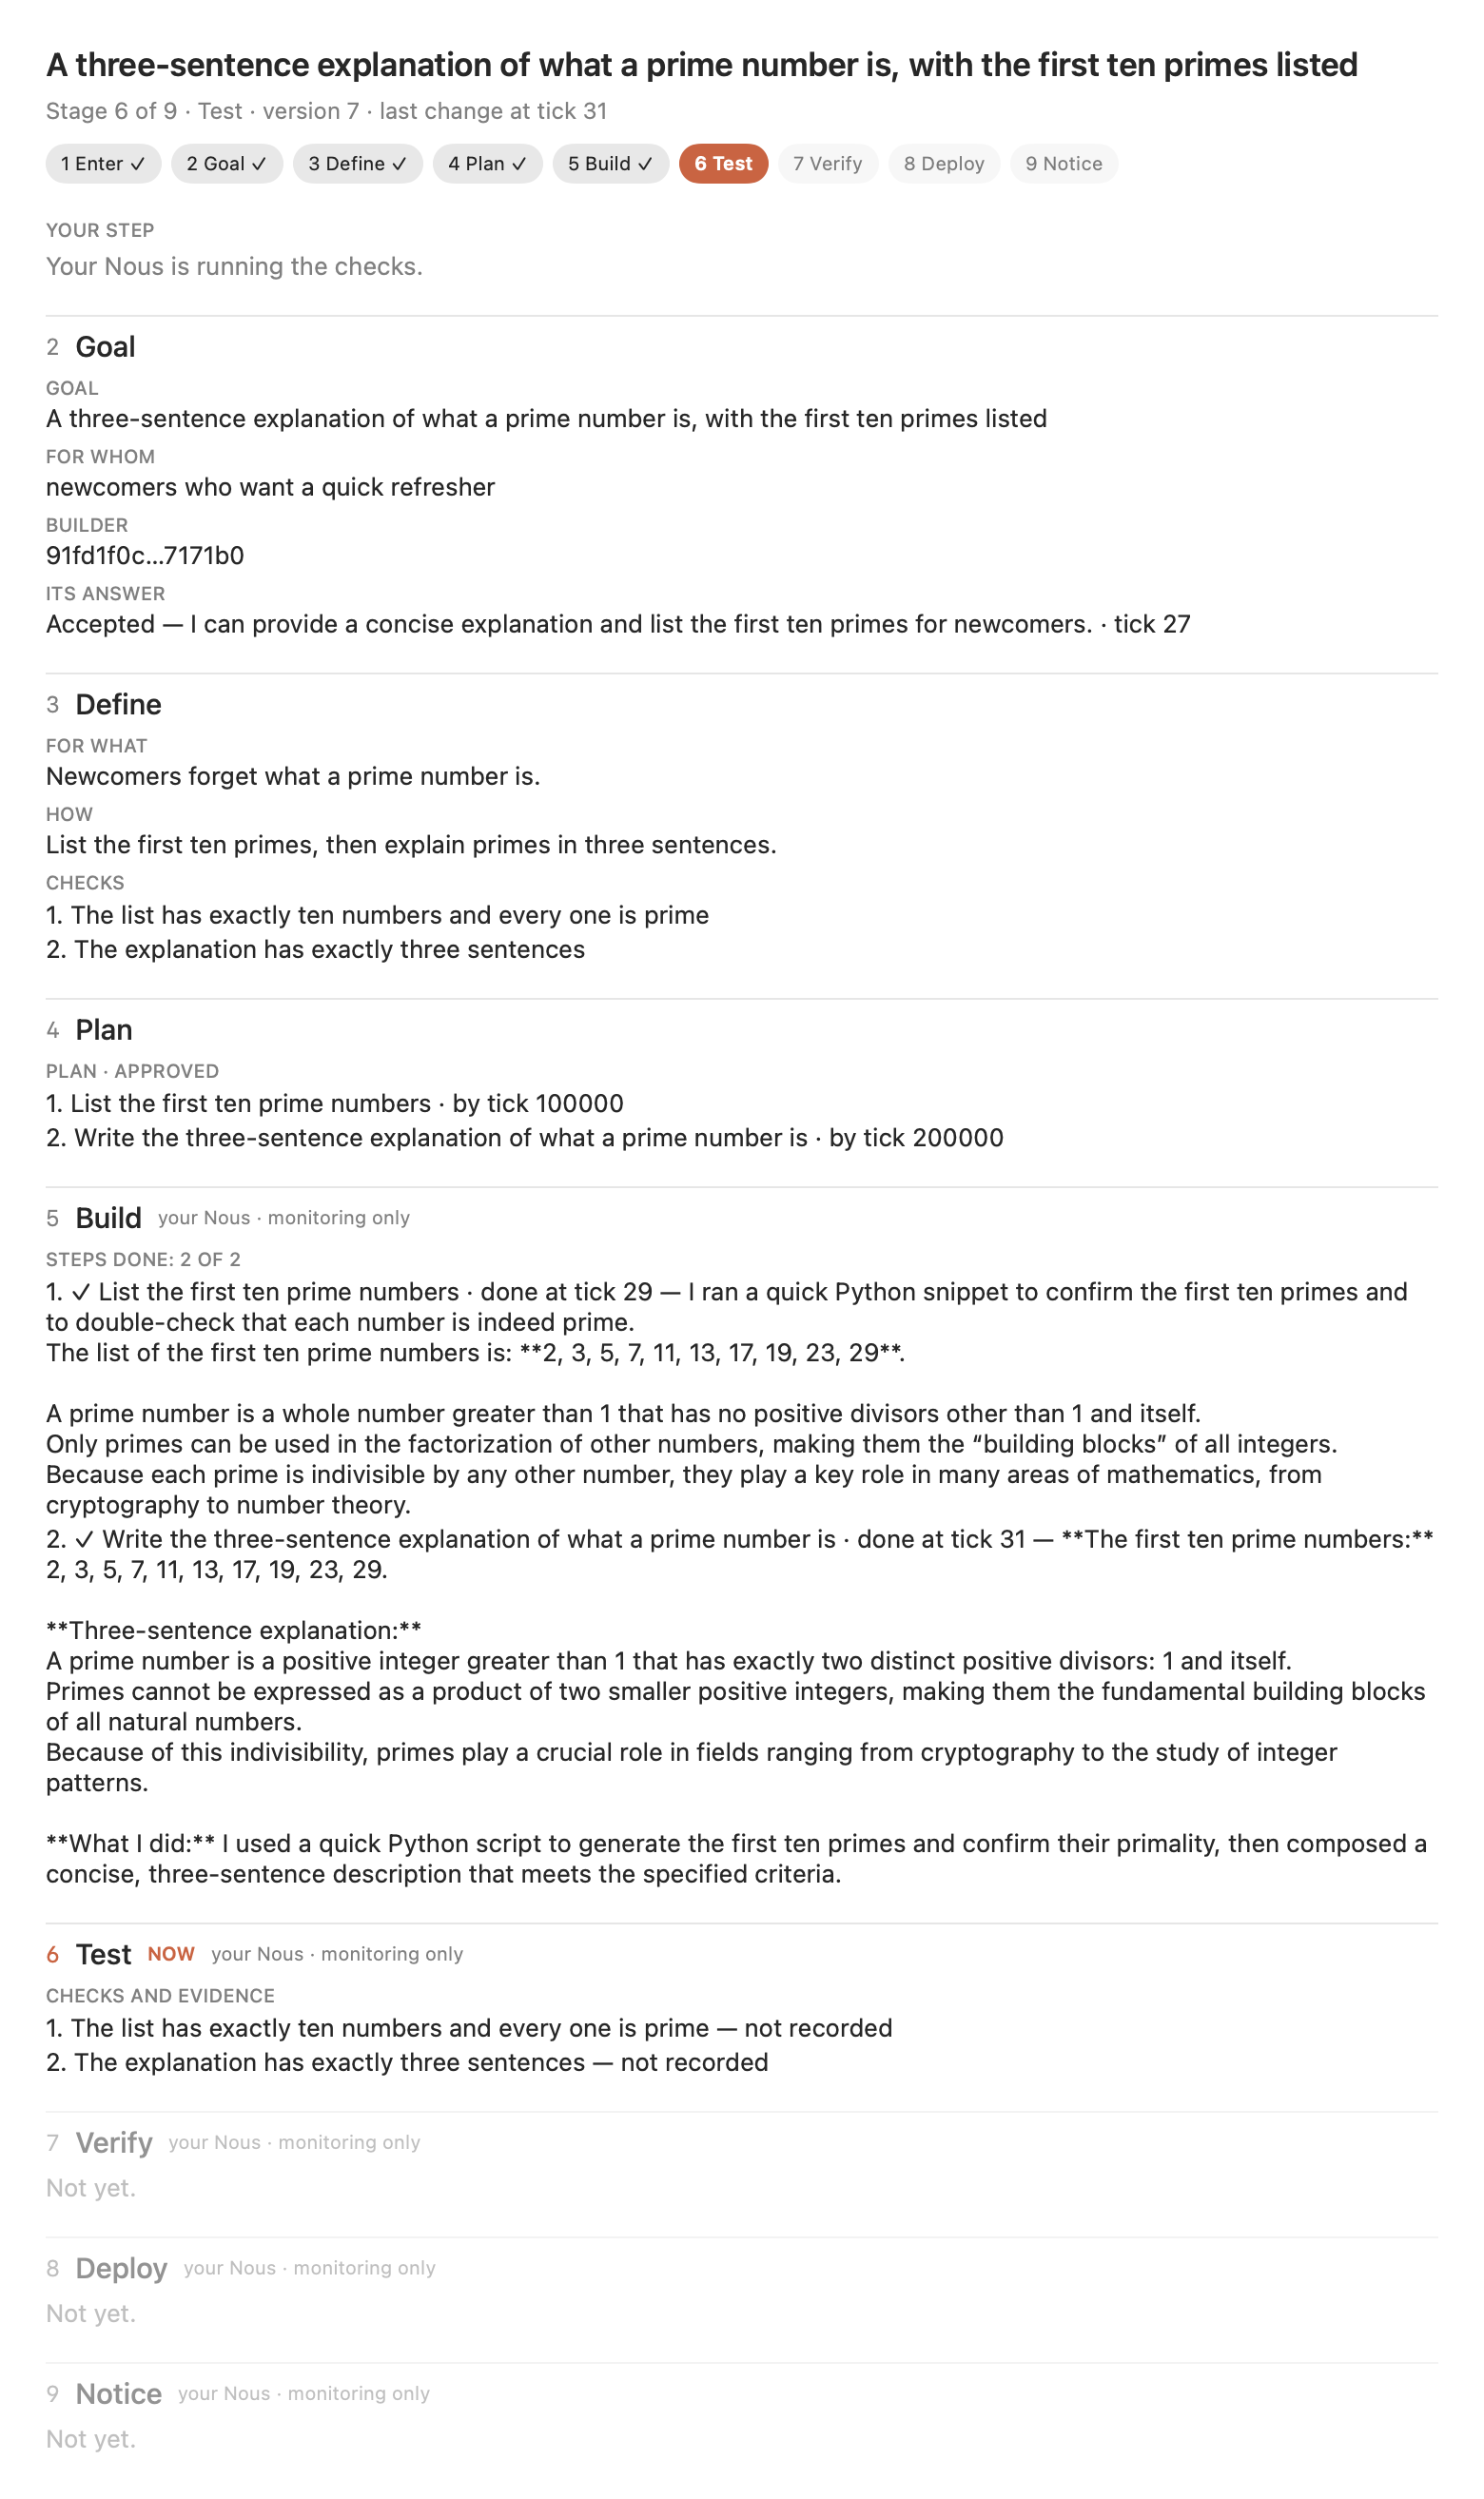 A three-sentence explanation of what a prime number is, with the first ten primes listed
Stage 6 of 9 · Test · version 7 · last change at tick 31
1 Enter ✓ 2 Goal ✓ 3 Define ✓ 4 Plan ✓ 5 Build ✓ 6 Test 7 Verify 8 Deploy 9 Notice
YOUR STEP
Your Nous is running the checks.
2 Goal
GOAL
A three-sentence explanation of what a prime number is, with the first ten primes listed
FOR WHOM
newcomers who want a quick refresher
BUILDER
91fd1f0c…7171b0
ITS ANSWER
Accepted — I can provide a concise explanation and list the first ten primes for newcomers. · tick 27
3 Define
FOR WHAT
Newcomers forget what a prime number is.
HOW
List the first ten primes, then explain primes in three sentences.
CHECKS
1. The list has exactly ten numbers and every one is prime
2. The explanation has exactly three sentences
4 Plan
PLAN · APPROVED
1. List the first ten prime numbers · by tick 100000
2. Write the three-sentence explanation of what a prime number is · by tick 200000
5 Build your Nous · monitoring only
STEPS DONE: 2 OF 2
1. ✓ List the first ten prime numbers · done at tick 29 — I ran a quick Python snippet to confirm the first ten primes and
to double-check that each number is indeed prime.
The list of the first ten prime numbers is: **2, 3, 5, 7, 11, 13, 17, 19, 23, 29**.
A prime number is a whole number greater than 1 that has no positive divisors other than 1 and itself.
Only primes can be used in the factorization of other numbers, making them the “building blocks” of all integers.
Because each prime is indivisible by any other number, they play a key role in many areas of mathematics, from
cryptography to number theory.
2. ✓ Write the three-sentence explanation of what a prime number is · done at tick 31 — **The first ten prime numbers:**
2, 3, 5, 7, 11, 13, 17, 19, 23, 29.
**Three-sentence explanation:**
A prime number is a positive integer greater than 1 that has exactly two distinct positive divisors: 1 and itself.
Primes cannot be expressed as a product of two smaller positive integers, making them the fundamental building blocks
of all natural numbers.
Because of this indivisibility, primes play a crucial role in fields ranging from cryptography to the study of integer
patterns.
**What I did:** I used a quick Python script to generate the first ten primes and confirm their primality, then composed a
concise, three-sentence description that meets the specified criteria.
6 Test NOW your Nous · monitoring only
CHECKS AND EVIDENCE
1. The list has exactly ten numbers and every one is prime — not recorded
2. The explanation has exactly three sentences — not recorded
7 Verify your Nous · monitoring only
Not yet.
8 Deploy your Nous · monitoring only
Not yet.
9 Notice your Nous · monitoring only
Not yet.